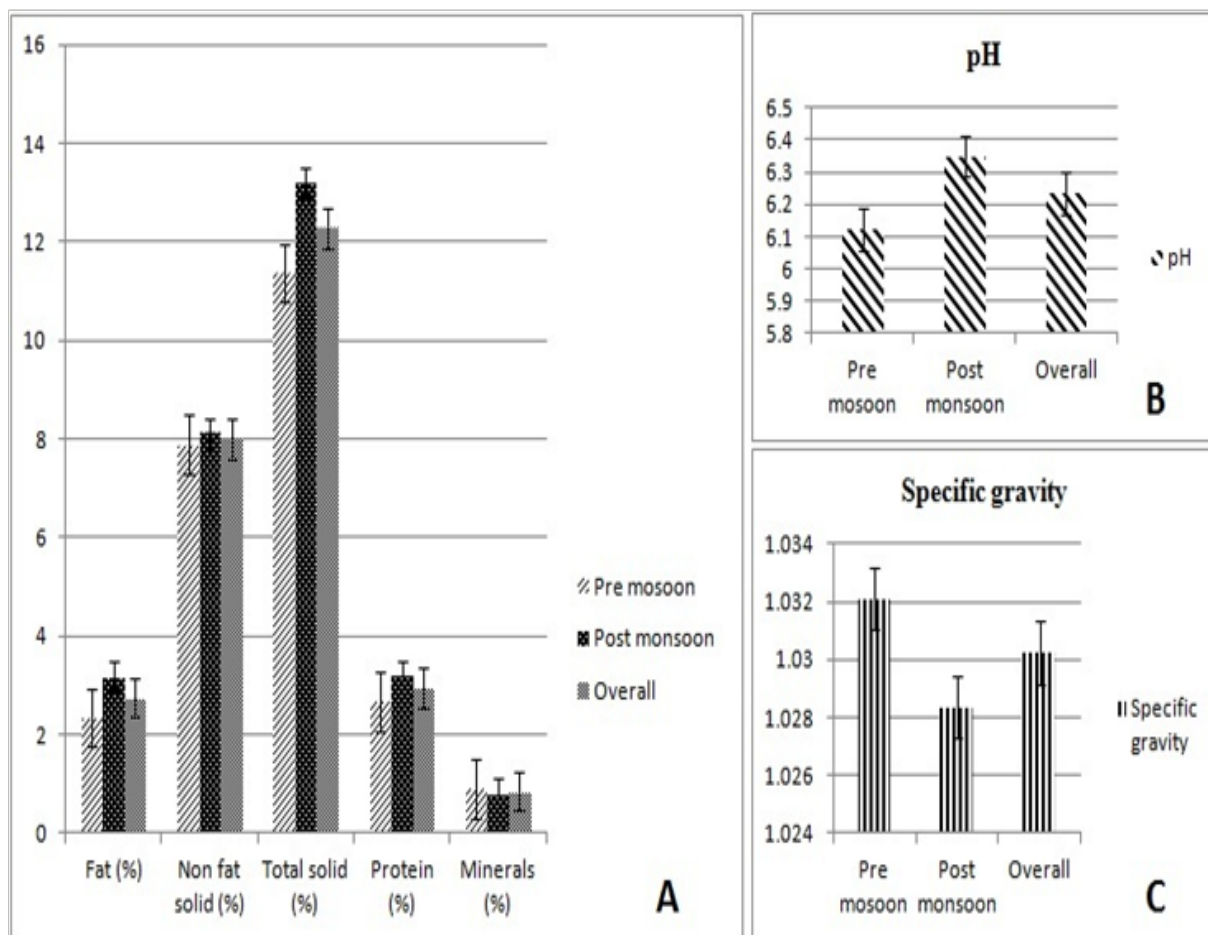 16
14
12
10
8
6
4
2
0
Fat (%)
Non fat
solid (%)
Total solid
(%)
Protein
(%)
Minerals
(%)
Pre mosoon
Post monsoon
Overall
A
pH
6.5
6.4
6.3
6.2
6.1
6
5.9
5.8
Pre
mosoon
Post
monsoon
Overall
pH
B
Specific gravity
1.034
1.032
1.03
1.028
1.026
1.024
Pre
mosoon
Post
monsoon
Overall
Specific
gravity
C